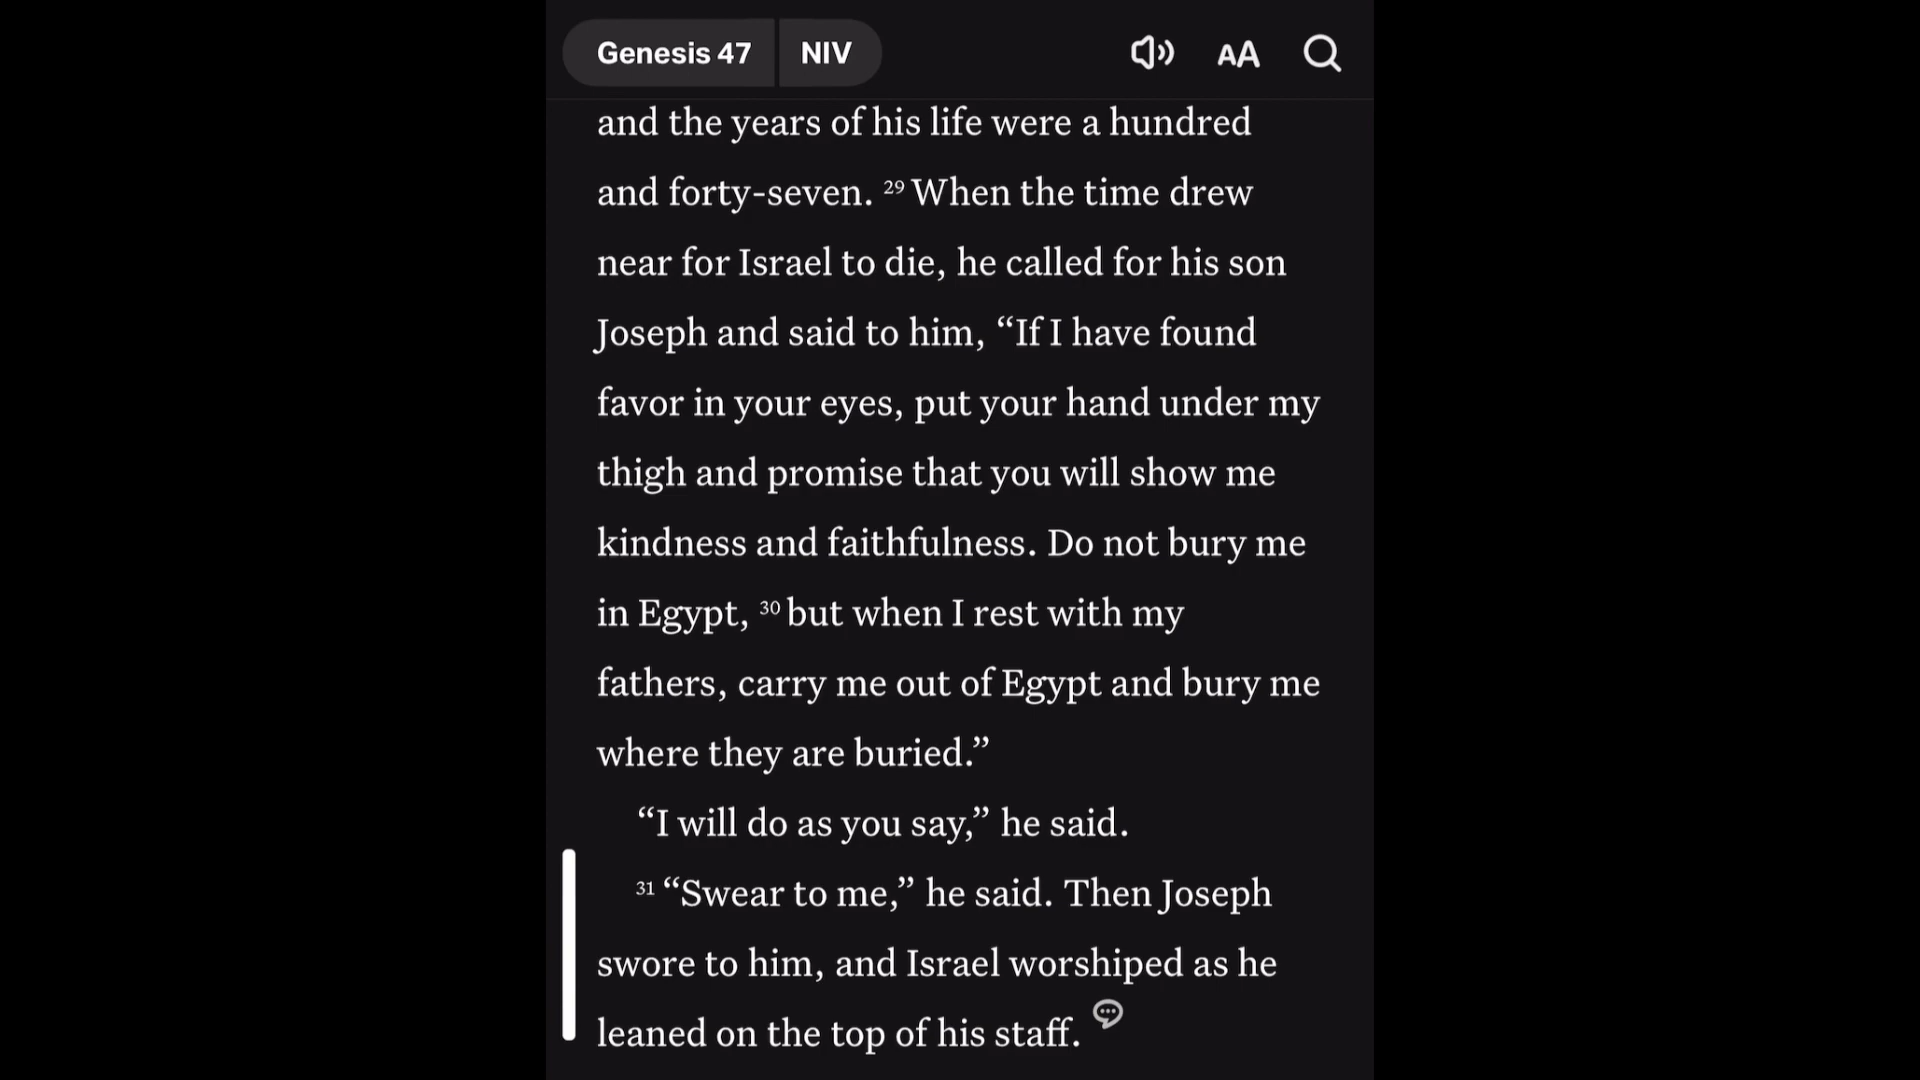 Genesis 47 NIV AA
and the years of his life were a hundred
and forty-seven. 29 When the time drew
near for Israel to die, he called for his son
Joseph and said to him, “If I have found
favor in your eyes, put your hand under my
thigh and promise that you will show me
kindness and faithfulness. Do not bury me
in Egypt, 30 but when I rest with my
fathers, carry me out of Egypt and bury me
where they are buried.”
“I will do as you say,” he said.
31 “Swear to me,” he said. Then Joseph
swore to him, and Israel worshiped as he
leaned on the top of his staff.